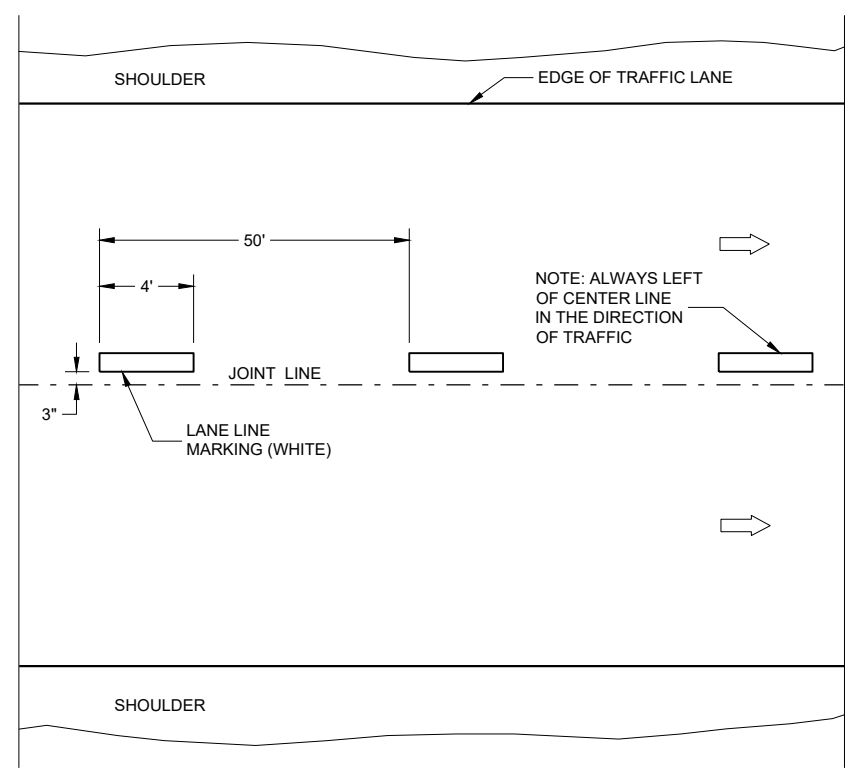 SHOULDER
EDGE OF TRAFFIC LANE
50'
4'
NOTE: ALWAYS LEFT
OF CENTER LINE
IN THE DIRECTION
OF TRAFFIC
JOINT LINE
3"
LANE LINE
MARKING (WHITE)
SHOULDER